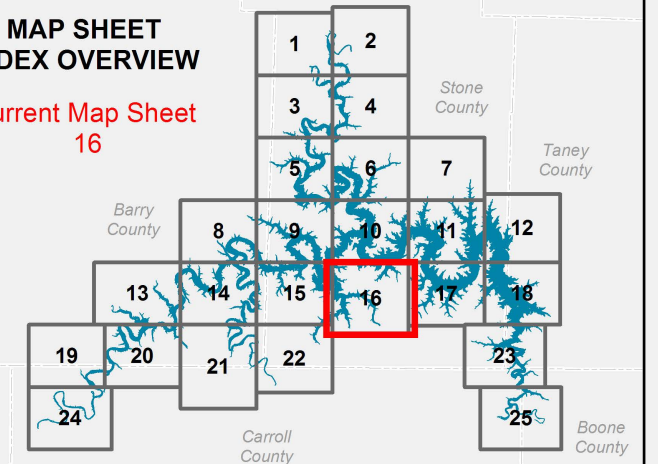 MAP SHEET
DEX OVERVIEW
urrent Map Sheet
16
1
2
Stone
County
3
4
Taney
County
5
6
7
Barry
County
8
9
10
11
12
13
14
15
16
17
18
19
20
21
22
23
24
25
Carroll
County
Boone
County